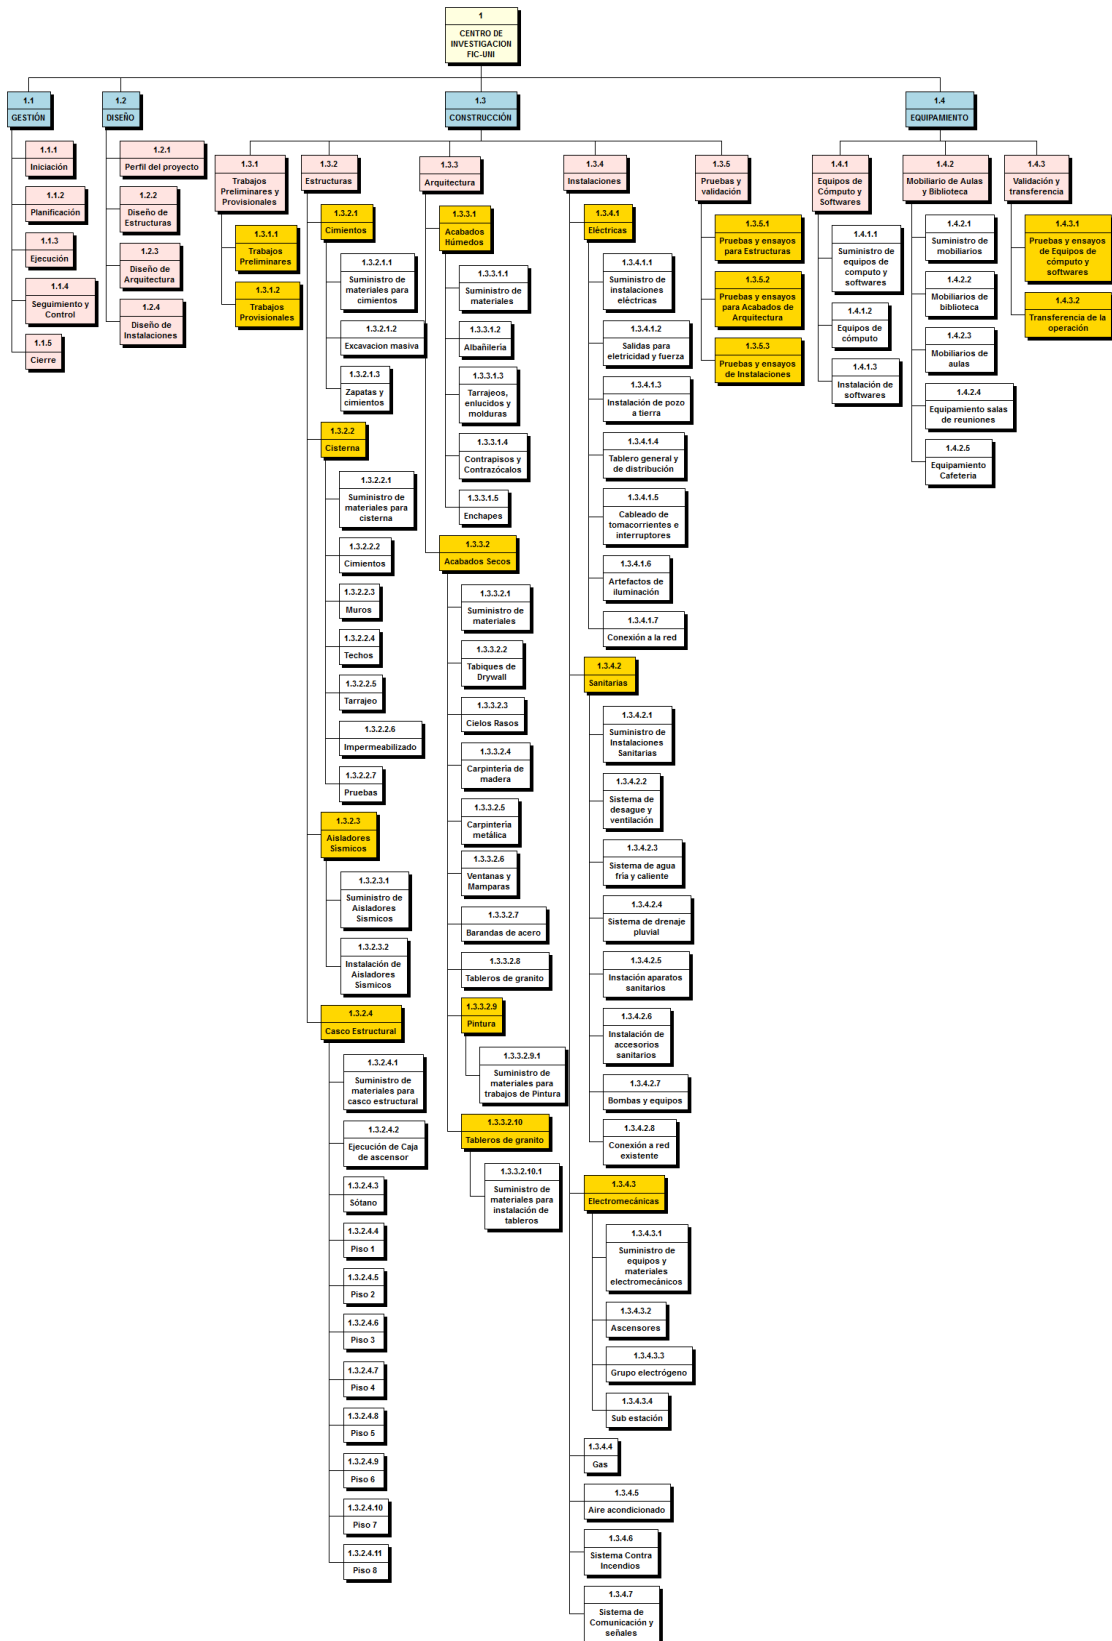 1
CENTRO DE
INVESTIGACION
FIC-UNI
1.1
GESTIÓN
1.1.1
Iniciación
1.1.2
Planificación
1.1.3
Ejecución
1.1.4
Seguimiento y
Control
1.1.5
Cierre
1.2
DISEÑO
1.2.1
Perfil del proyecto
1.2.2
Diseño de
Estructuras
1.2.3
Diseño de
Arquitectura
1.2.4
Diseño de
Instalaciones
1.3
CONSTRUCCIÓN
1.3.1
Trabajos
Preliminares y
Provisionales
1.3.1.1
Trabajos
Preliminares
1.3.1.2
Trabajos
Provisionales
1.3.2
Estructuras
1.3.2.1
Cimientos
1.3.2.1.1
Suministro de
materiales para
cimientos
1.3.2.1.2
Excavacion masiva
1.3.2.1.3
Zapatas y
cimientos
1.3.2.2
Cisterna
1.3.2.2.1
Suministro de
materiales para
cisterna
1.3.2.2.2
Cimientos
1.3.2.2.3
Muros
1.3.2.2.4
Techos
1.3.2.2.5
Tarrajeo
1.3.2.2.6
Impermeabilizado
1.3.2.2.7
Pruebas
1.3.2.3
Aisladores
Sísmicos
1.3.2.3.1
Suministro de
Aisladores
Sísmicos
1.3.2.3.2
Instalación de
Aisladores
Sísmicos
1.3.2.4
Casco Estructural
1.3.2.4.1
Suministro de
materiales para
casco estructural
1.3.2.4.2
Ejecución de Caja
de ascensor
1.3.2.4.3
Sótano
1.3.2.4.4
Piso 1
1.3.2.4.5
Piso 2
1.3.2.4.6
Piso 3
1.3.2.4.7
Piso 4
1.3.2.4.8
Piso 5
1.3.2.4.9
Piso 6
1.3.2.4.10
Piso 7
1.3.2.4.11
Piso 8
1.3.3
Arquitectura
1.3.3.1
Acabados
Húmedos
1.3.3.1.1
Suministro de
materiales
1.3.3.1.2
Albañilería
1.3.3.1.3
Tarrajeos,
enlucidos y
molduras
1.3.3.1.4
Contrapisos y
Contrazócalos
1.3.3.1.5
Enchapes
1.3.3.2
Acabados Secos
1.3.3.2.1
Suministro de
materiales
1.3.3.2.2
Tabiques de
Drywall
1.3.3.2.3
Cielos Rasos
1.3.3.2.4
Carpintería de
madera
1.3.3.2.5
Carpintería
metálica
1.3.3.2.6
Ventanas y
Mamparas
1.3.3.2.7
Barandas de acero
1.3.3.2.8
Tableros de granito
1.3.3.2.9
Pintura
1.3.3.2.9.1
Suministro de
materiales para
trabajos de Pintura
1.3.3.2.10
Tableros de granito
1.3.3.2.10.1
Suministro de
materiales para
instalación de
tableros
1.3.4
Instalaciones
1.3.4.1
Eléctricas
1.3.4.1.1
Suministro de
instalaciones
eléctricas
1.3.4.1.2
Salidas para
eletricidad y fuerza
1.3.4.1.3
Instalación de pozo
a tierra
1.3.4.1.4
Tablero general y
de distribución
1.3.4.1.5
Cableado de
tomacorrientes e
interruptores
1.3.4.1.6
Artefactos de
iluminación
1.3.4.1.7
Conexión a la red
1.3.4.2
Sanitarias
1.3.4.2.1
Suministro de
Instalaciones
Sanitarias
1.3.4.2.2
Sistema de
desague y
ventilación
1.3.4.2.3
Sistema de agua
fría y caliente
1.3.4.2.4
Sistema de drenaje
pluvial
1.3.4.2.5
Instación aparatos
sanitarios
1.3.4.2.6
Instalación de
accesorios
sanitarios
1.3.4.2.7
Bombas y equipos
1.3.4.2.8
Conexión a red
existente
1.3.4.3
Electromecánicas
1.3.4.3.1
Suministro de
equipos y
materiales
electromecánicos
1.3.4.3.2
Ascensores
1.3.4.3.3
Grupo electrógeno
1.3.4.3.4
Sub estación
1.3.4.4
Gas
1.3.4.5
Aire acondicionado
1.3.4.6
Sistema Contra
Incendios
1.3.4.7
Sistema de
Comunicación y
señales
1.3.5
Pruebas y
validación
1.3.5.1
Pruebas y ensayos
para Estructuras
1.3.5.2
Pruebas y ensayos
para Acabados de
Arquitectura
1.3.5.3
Pruebas y ensayos
de Instalaciones
1.4
EQUIPAMIENTO
1.4.1
Equipos de
Cómputo y
Softwares
1.4.1.1
Suministro de
equipos de
computo y
softwares
1.4.1.2
Equipos de
cómputo
1.4.1.3
Instalación de
softwares
1.4.2
Mobiliario de Aulas
y Biblioteca
1.4.2.1
Suministro de
mobiliarios
1.4.2.2
Mobiliarios de
biblioteca
1.4.2.3
Mobiliarios de
aulas
1.4.2.4
Equipamiento salas
de reuniones
1.4.2.5
Equipamiento
Cafeteria
1.4.3
Validación y
transferencia
1.4.3.1
Pruebas y ensayos
de Equipos de
cómputo y
softwares
1.4.3.2
Transferencia de la
operación